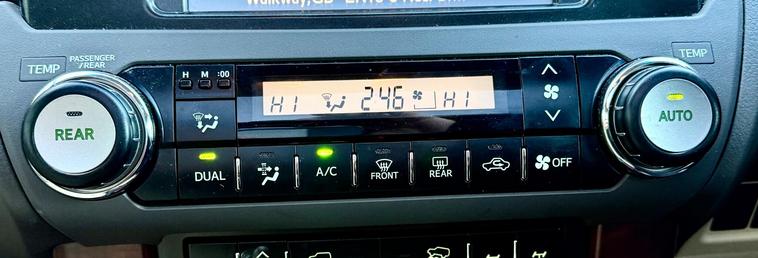 TEMP
PASSENGER
/REAR
H M :00
TEMP
HI 246 HI
REAR
AUTO
DUAL
A/C
FRONT
REAR
OFF